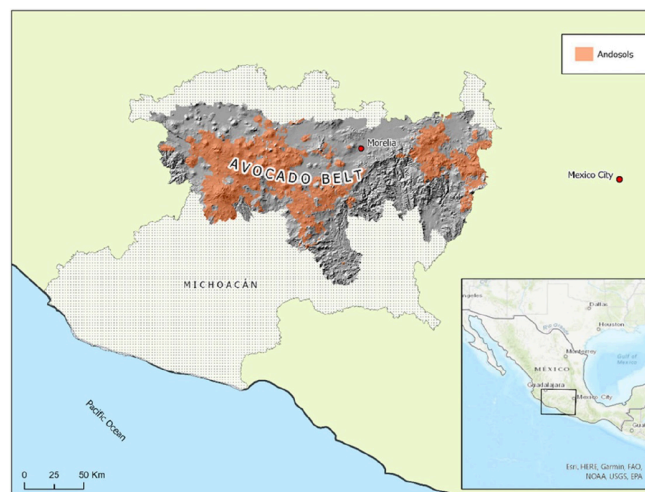 Andosols
Morelia
AVOCADO BELT
Mexico City
MICHOACÁN
Pacific Ocean
0 25 50 Km
Dallas
Houston
Monterrey
Gulf of
Mexico
MÉXICO
Guadalajara
Mexico City
Esri, HERE, Garmin, FAO,
NOAA, USGS, EPA